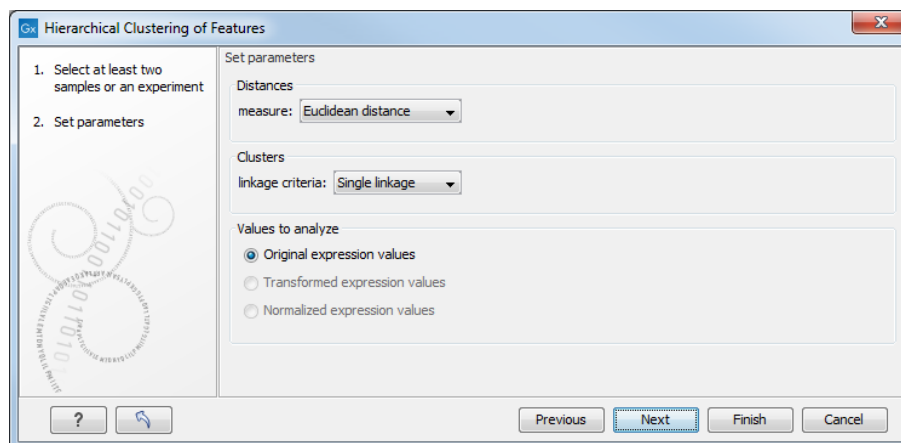 Gx Hierarchical Clustering of Features
1. Select at least two
samples or an experiment
2. Set parameters
Set parameters
Distances
measure: Euclidean distance
Clusters
linkage criteria: Single linkage
Values to analyze
Original expression values
Transformed expression values
Normalized expression values
?
Previous
Next
Finish
Cancel